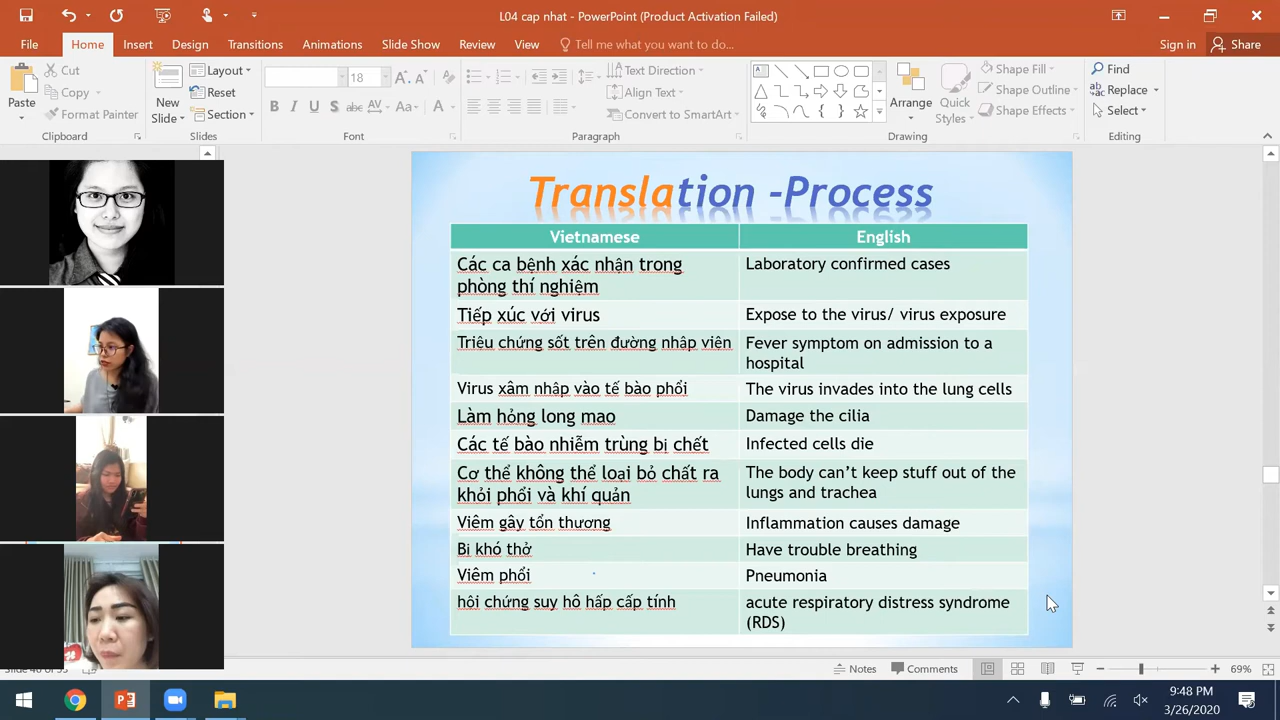 L04 cap nhat - PowerPoint (Product Activation Failed)
File Home Insert Design Transitions Animations Slide Show Review View Tell me what you want to do... Sign in Share
Paste
Cut
Copy
Format Painter
Clipboard
New Slide
Layout
Reset
Section
Slides
18
B I U S abc AV Aa A
Font
Text Direction
Align Text
Convert to SmartArt
Paragraph
Arrange
Quick Styles
Shape Fill
Shape Outline
Shape Effects
Drawing
Find
Replace
Select
Editing
Translation -Process
Vietnamese English
Các ca bệnh xác nhận trong
phòng thí nghiệm
Laboratory confirmed cases
Tiếp xúc với virus
Expose to the virus/ virus exposure
Triệu chứng sốt trên đường nhập viện
Fever symptom on admission to a
hospital
Virus xâm nhập vào tế bào phổi
The virus invades into the lung cells
Làm hỏng long mao
Damage the cilia
Các tế bào nhiễm trùng bị chết
Infected cells die
Cơ thể không thể loại bỏ chất ra
khỏi phổi và khí quản
The body can’t keep stuff out of the
lungs and trachea
Viêm gây tổn thương
Inflammation causes damage
Bị khó thở
Have trouble breathing
Viêm phổi
Pneumonia
hội chứng suy hô hấp cấp tính
acute respiratory distress syndrome
(RDS)
Notes Comments 69%
9:48 PM
3/26/2020